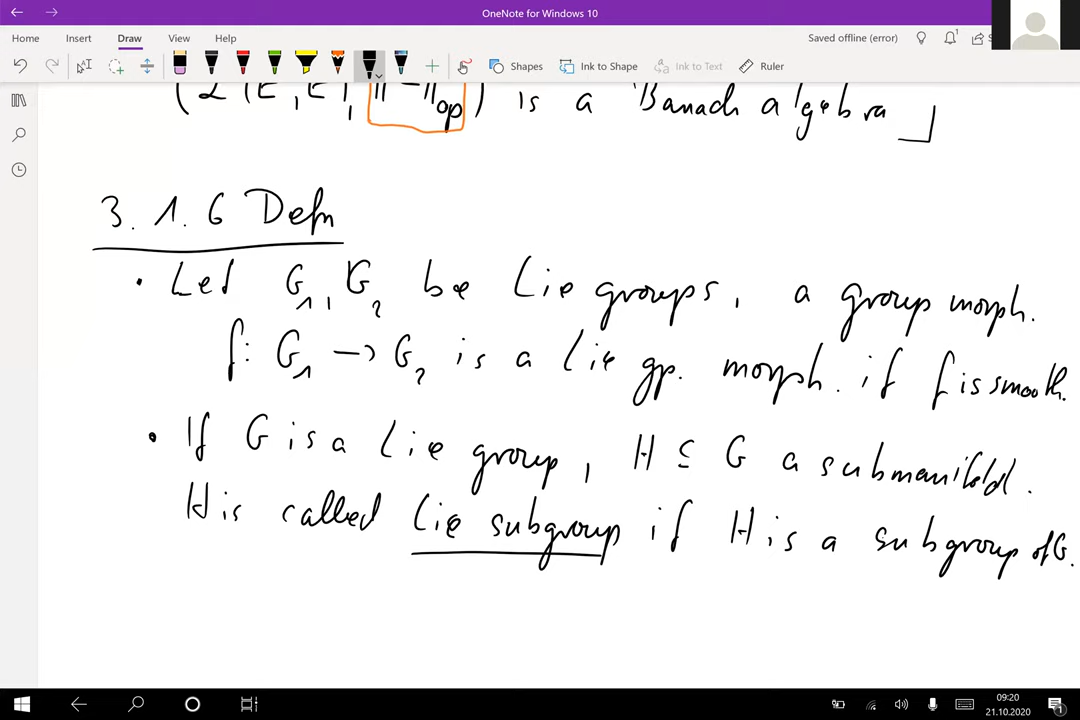 OneNote for Windows 10
Home Insert Draw View Help Saved offline (error)
Shapes Ink to Shape Ink to Text Ruler
(L(E,E), ||-||op) is a Banach algebra
3.1.6 Defn
• Let G₁, G₂ be Lie groups, a group morph.
f: G₁ → G₂ is a Lie gp. morph. if f is smooth.
• If G is a Lie group, H ⊆ G a submanifold.
H is called Lie subgroup if H is a subgroup of G.
09:20
21.10.2020